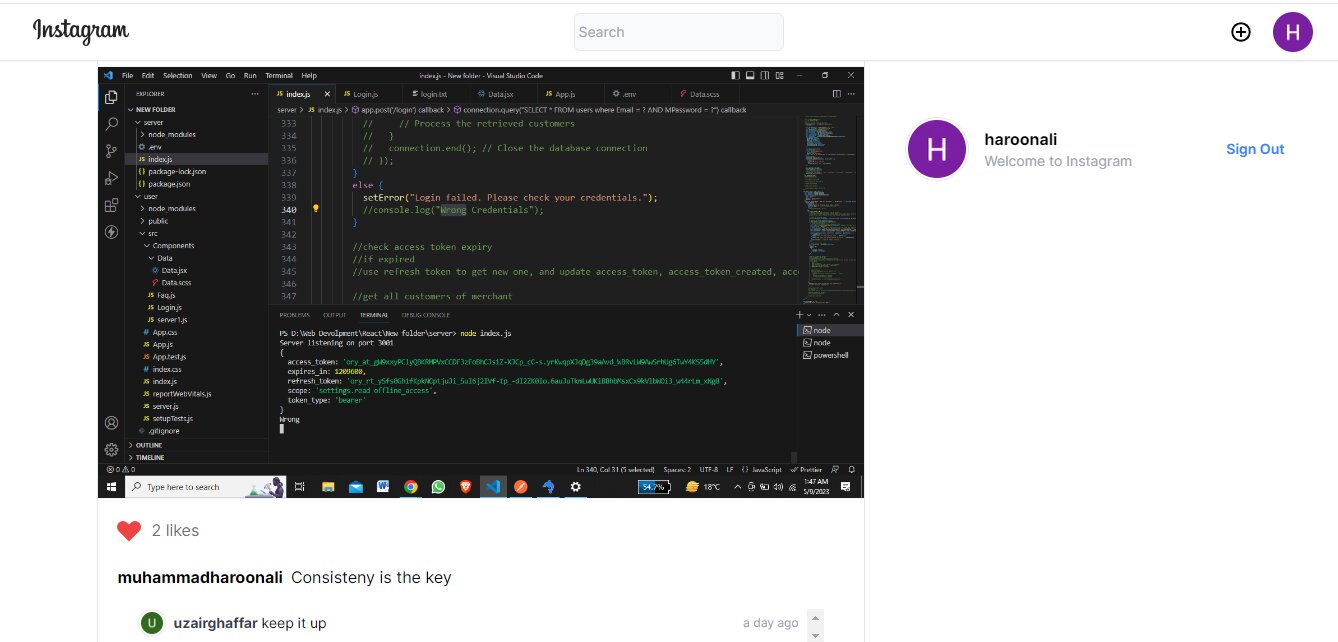 Instagram
Search
H
File Edit Selection View Go Run Terminal Help
index.js - New folder - Visual Studio Code
EXPLORER
index.js Login.js login.txt Data.jsx App.js .env Data.scss
server > index.js > app.post('/login') callback > connection.query("SELECT * FROM users where Email = ? AND MPassword = ?") callback
NEW FOLDER
server
node_modules
.env
index.js
package-lock.json
package.json
user
node_modules
public
src
Components
Data
Data.jsx
Data.scss
Faq.js
Login.js
server1.js
App.css
App.js
App.test.js
index.css
index.js
reportWebVitals.js
server.js
setupTests.js
.gitignore
OUTLINE
TIMELINE
333 // // Process the retrieved customers
334 // }
335 // connection.end(); // Close the database connection
336 // });
337 }
338 else {
339 setError("Login failed. Please check your credentials.");
340 //console.log("Wrong Credentials");
341 }
342
343 //check access token expiry
344 //if expired
345 //use refresh token to get new one, and update access_token, access_token_created, acc
346
347 //get all customers of merchant
PROBLEMS OUTPUT TERMINAL DEBUG CONSOLE
PS D:\Web Devolpment\React\New folder\server> node index.js
Server listening on port 3001
{
access_token:
expires_in: 1209600,
refresh_token:
scope: 'settings.read offline_access',
token_type: 'bearer'
}
Wrong
node
node
powershell
0 0
Ln 340, Col 31 (5 selected) Spaces: 2 UTF-8 LF {} JavaScript Prettier
Type here to search
54.7% 18°C
1:47 AM
5/9/2023
H
haroonali
Welcome to Instagram
Sign Out
2 likes
muhammadharoonali Consisteny is the key
U uzairghaffar keep it up a day ago